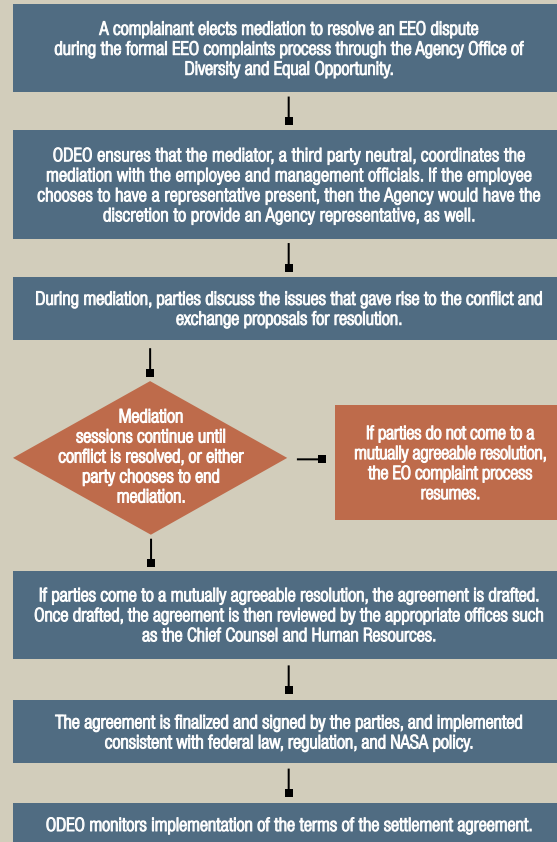 A complainant elects mediation to resolve an EEO dispute
during the formal EEO complaints process through the Agency Office of
Diversity and Equal Opportunity.
ODEO ensures that the mediator, a third party neutral, coordinates the
mediation with the employee and management officials. If the employee
chooses to have a representative present, then the Agency would have the
discretion to provide an Agency representative, as well.
During mediation, parties discuss the issues that gave rise to the conflict and
exchange proposals for resolution.
Mediation
sessions continue until
conflict is resolved, or either
party chooses to end
mediation.
If parties do not come to a
mutually agreeable resolution,
the EO complaint process
resumes.
If parties come to a mutually agreeable resolution, the agreement is drafted.
Once drafted, the agreement is then reviewed by the appropriate offices such
as the Chief Counsel and Human Resources.
The agreement is finalized and signed by the parties, and implemented
consistent with federal law, regulation, and NASA policy.
ODEO monitors implementation of the terms of the settlement agreement.